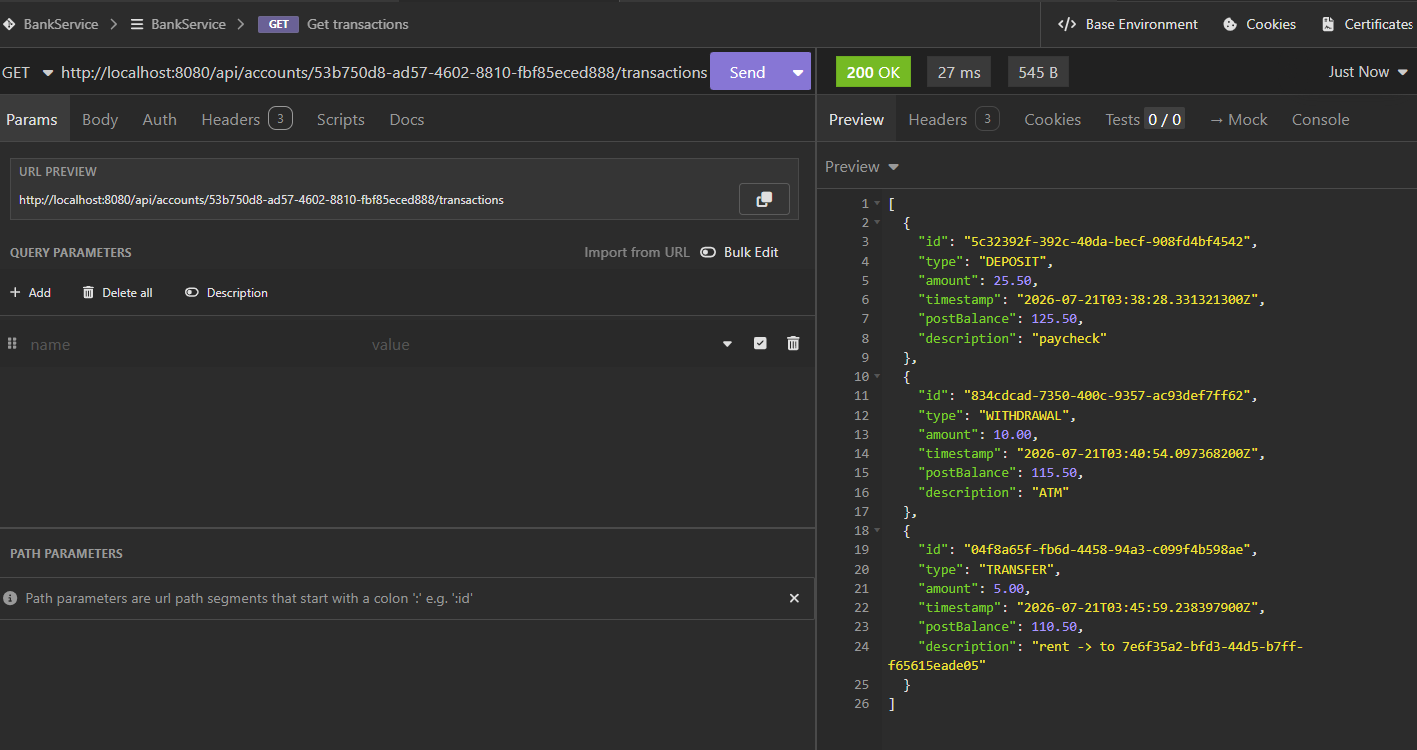 BankService > BankService > GET Get transactions
Base Environment Cookies Certificates
GET http://localhost:8080/api/accounts/53b750d8-ad57-4602-8810-fbf85eced888/transactions Send
200 OK 27 ms 545 B Just Now
Params Body Auth Headers 3 Scripts Docs
Preview Headers 3 Cookies Tests 0 / 0 → Mock Console
URL PREVIEW
http://localhost:8080/api/accounts/53b750d8-ad57-4602-8810-fbf85eced888/transactions
QUERY PARAMETERS Import from URL Bulk Edit
+ Add Delete all Description
name value
PATH PARAMETERS
Path parameters are url path segments that start with a colon ':' e.g. ':id'
Preview
1 [
2 {
3 "id": "5c32392f-392c-40da-becf-908fd4bf4542",
4 "type": "DEPOSIT",
5 "amount": 25.50,
6 "timestamp": "2026-07-21T03:38:28.331321300Z",
7 "postBalance": 125.50,
8 "description": "paycheck"
9 },
10 {
11 "id": "834cdcad-7350-400c-9357-ac93def7ff62",
12 "type": "WITHDRAWAL",
13 "amount": 10.00,
14 "timestamp": "2026-07-21T03:40:54.097368200Z",
15 "postBalance": 115.50,
16 "description": "ATM"
17 },
18 {
19 "id": "04f8a65f-fb6d-4458-94a3-c099f4b598ae",
20 "type": "TRANSFER",
21 "amount": 5.00,
22 "timestamp": "2026-07-21T03:45:59.238397900Z",
23 "postBalance": 110.50,
24 "description": "rent -> to 7e6f35a2-bfd3-44d5-b7ff-
f65615eade05"
25 }
26 ]